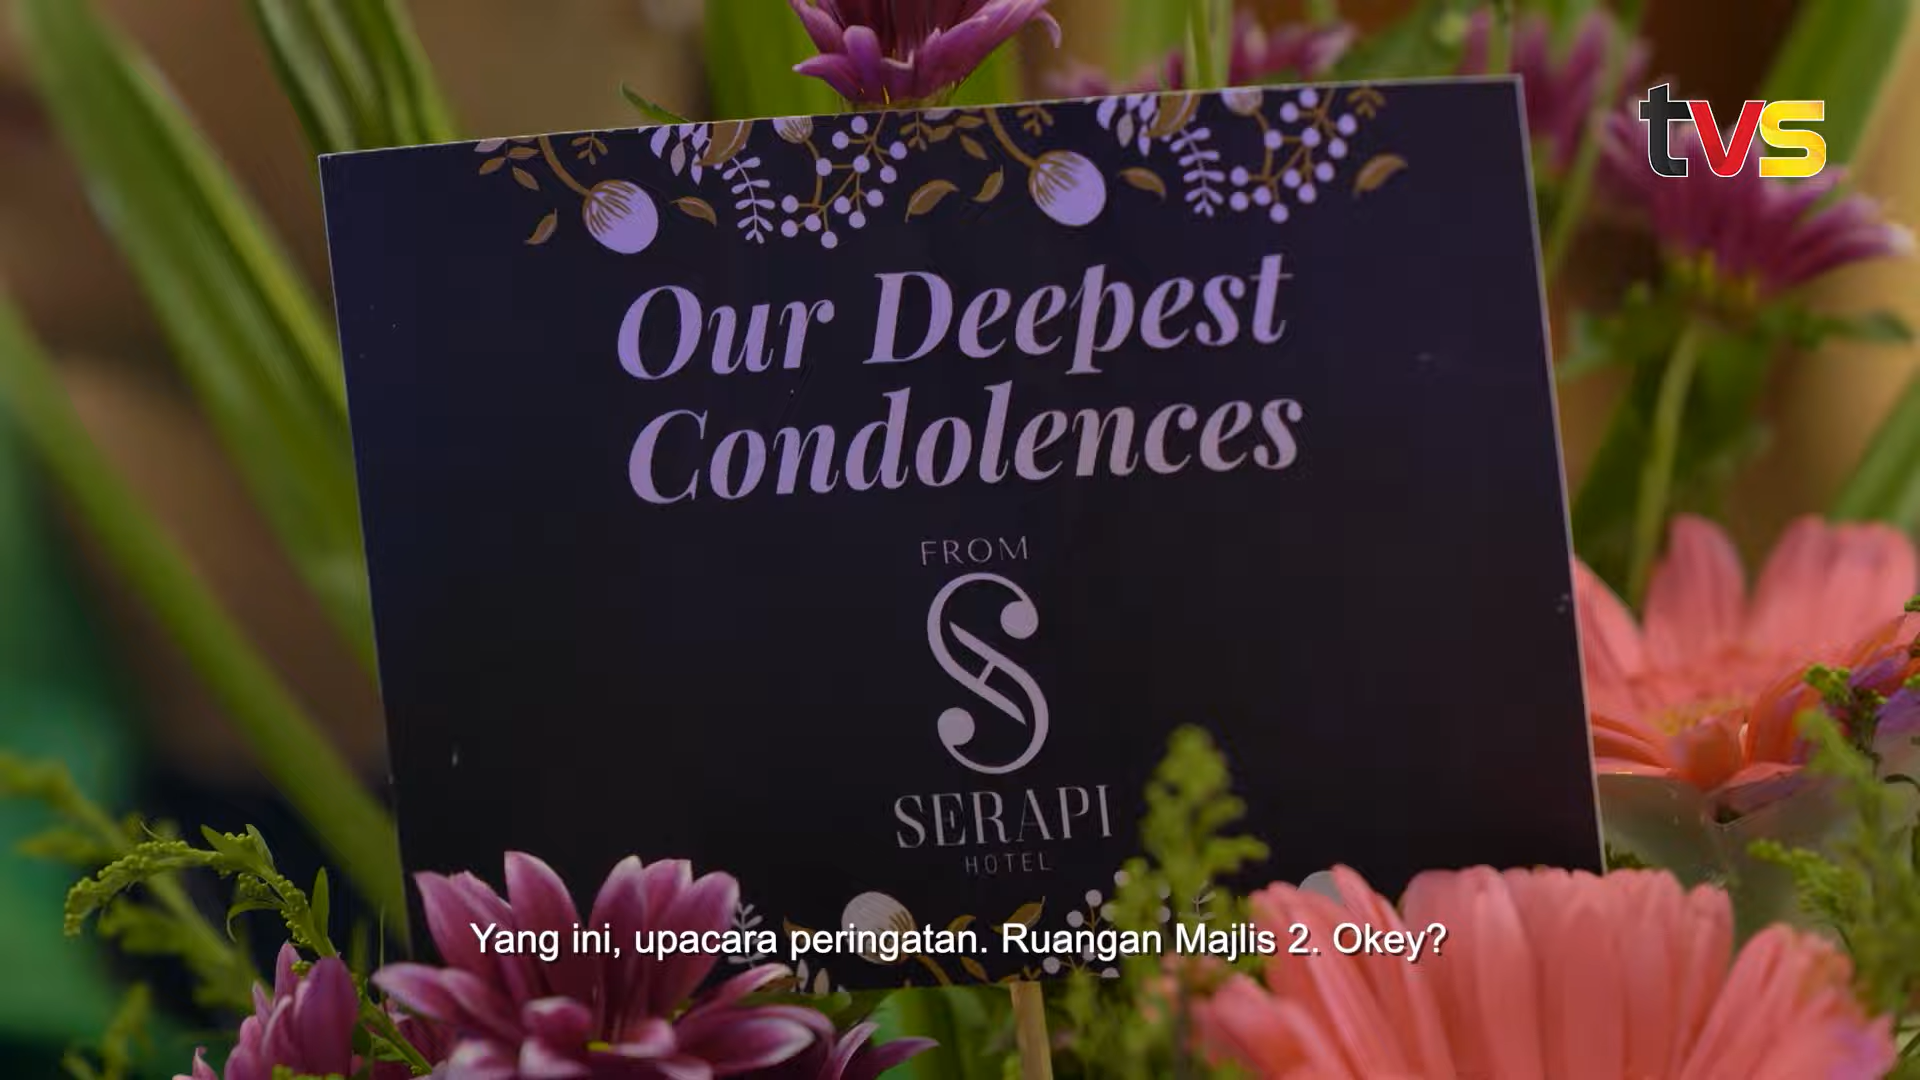 tvs
Our Deepest
Condolences
FROM
SERAPI
HOTEL
Yang ini, upacara peringatan. Ruangan Majlis 2. Okey?